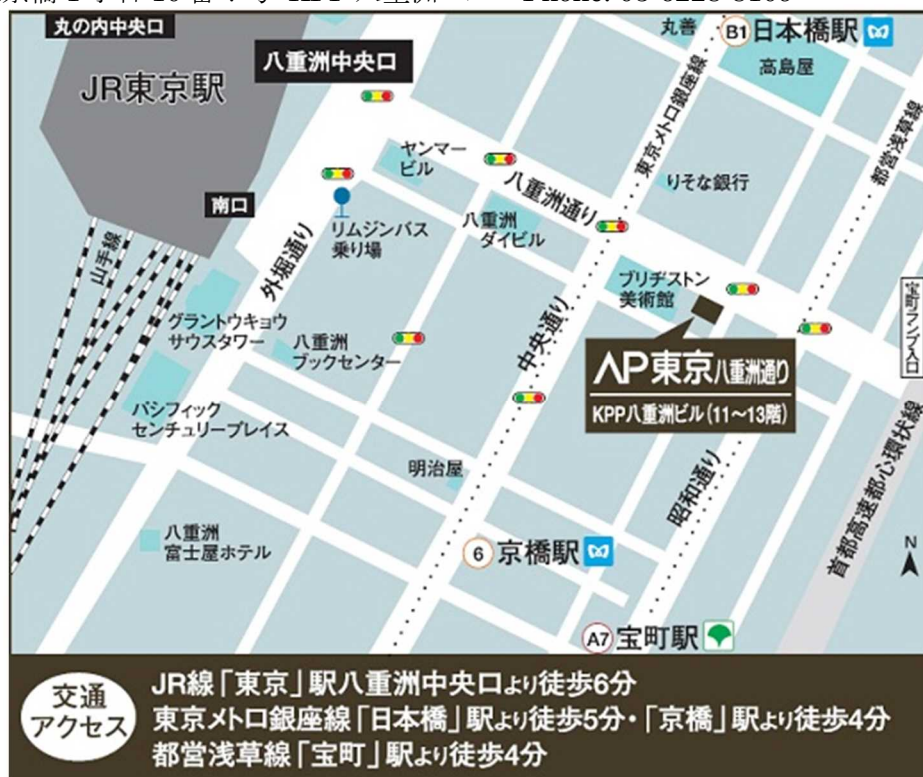 丸の内中央口
JR東京駅
八重洲中央口
丸善
B1 日本橋駅
高島屋
東京メトロ銀座線
都営浅草線
ヤンマー
ビル
りそな銀行
八重洲通り
南口
リムジンバス
乗り場
八重洲
ダイビル
山手線
外堀通り
ブリヂストン
美術館
宝町ランプ入口
グラントウキョウ
サウスタワー
八重洲
ブックセンター
中央通り
AP東京八重洲通り
KPP八重洲ビル(11〜13階)
パシフィック
センチュリープレイス
明治屋
昭和通り
首都高速都心環状線
八重洲
富士屋ホテル
6 京橋駅
N
A7 宝町駅
交通
アクセス
JR線「東京」駅八重洲中央口より徒歩6分
東京メトロ銀座線「日本橋」駅より徒歩5分・「京橋」駅より徒歩4分
都営浅草線「宝町」駅より徒歩4分